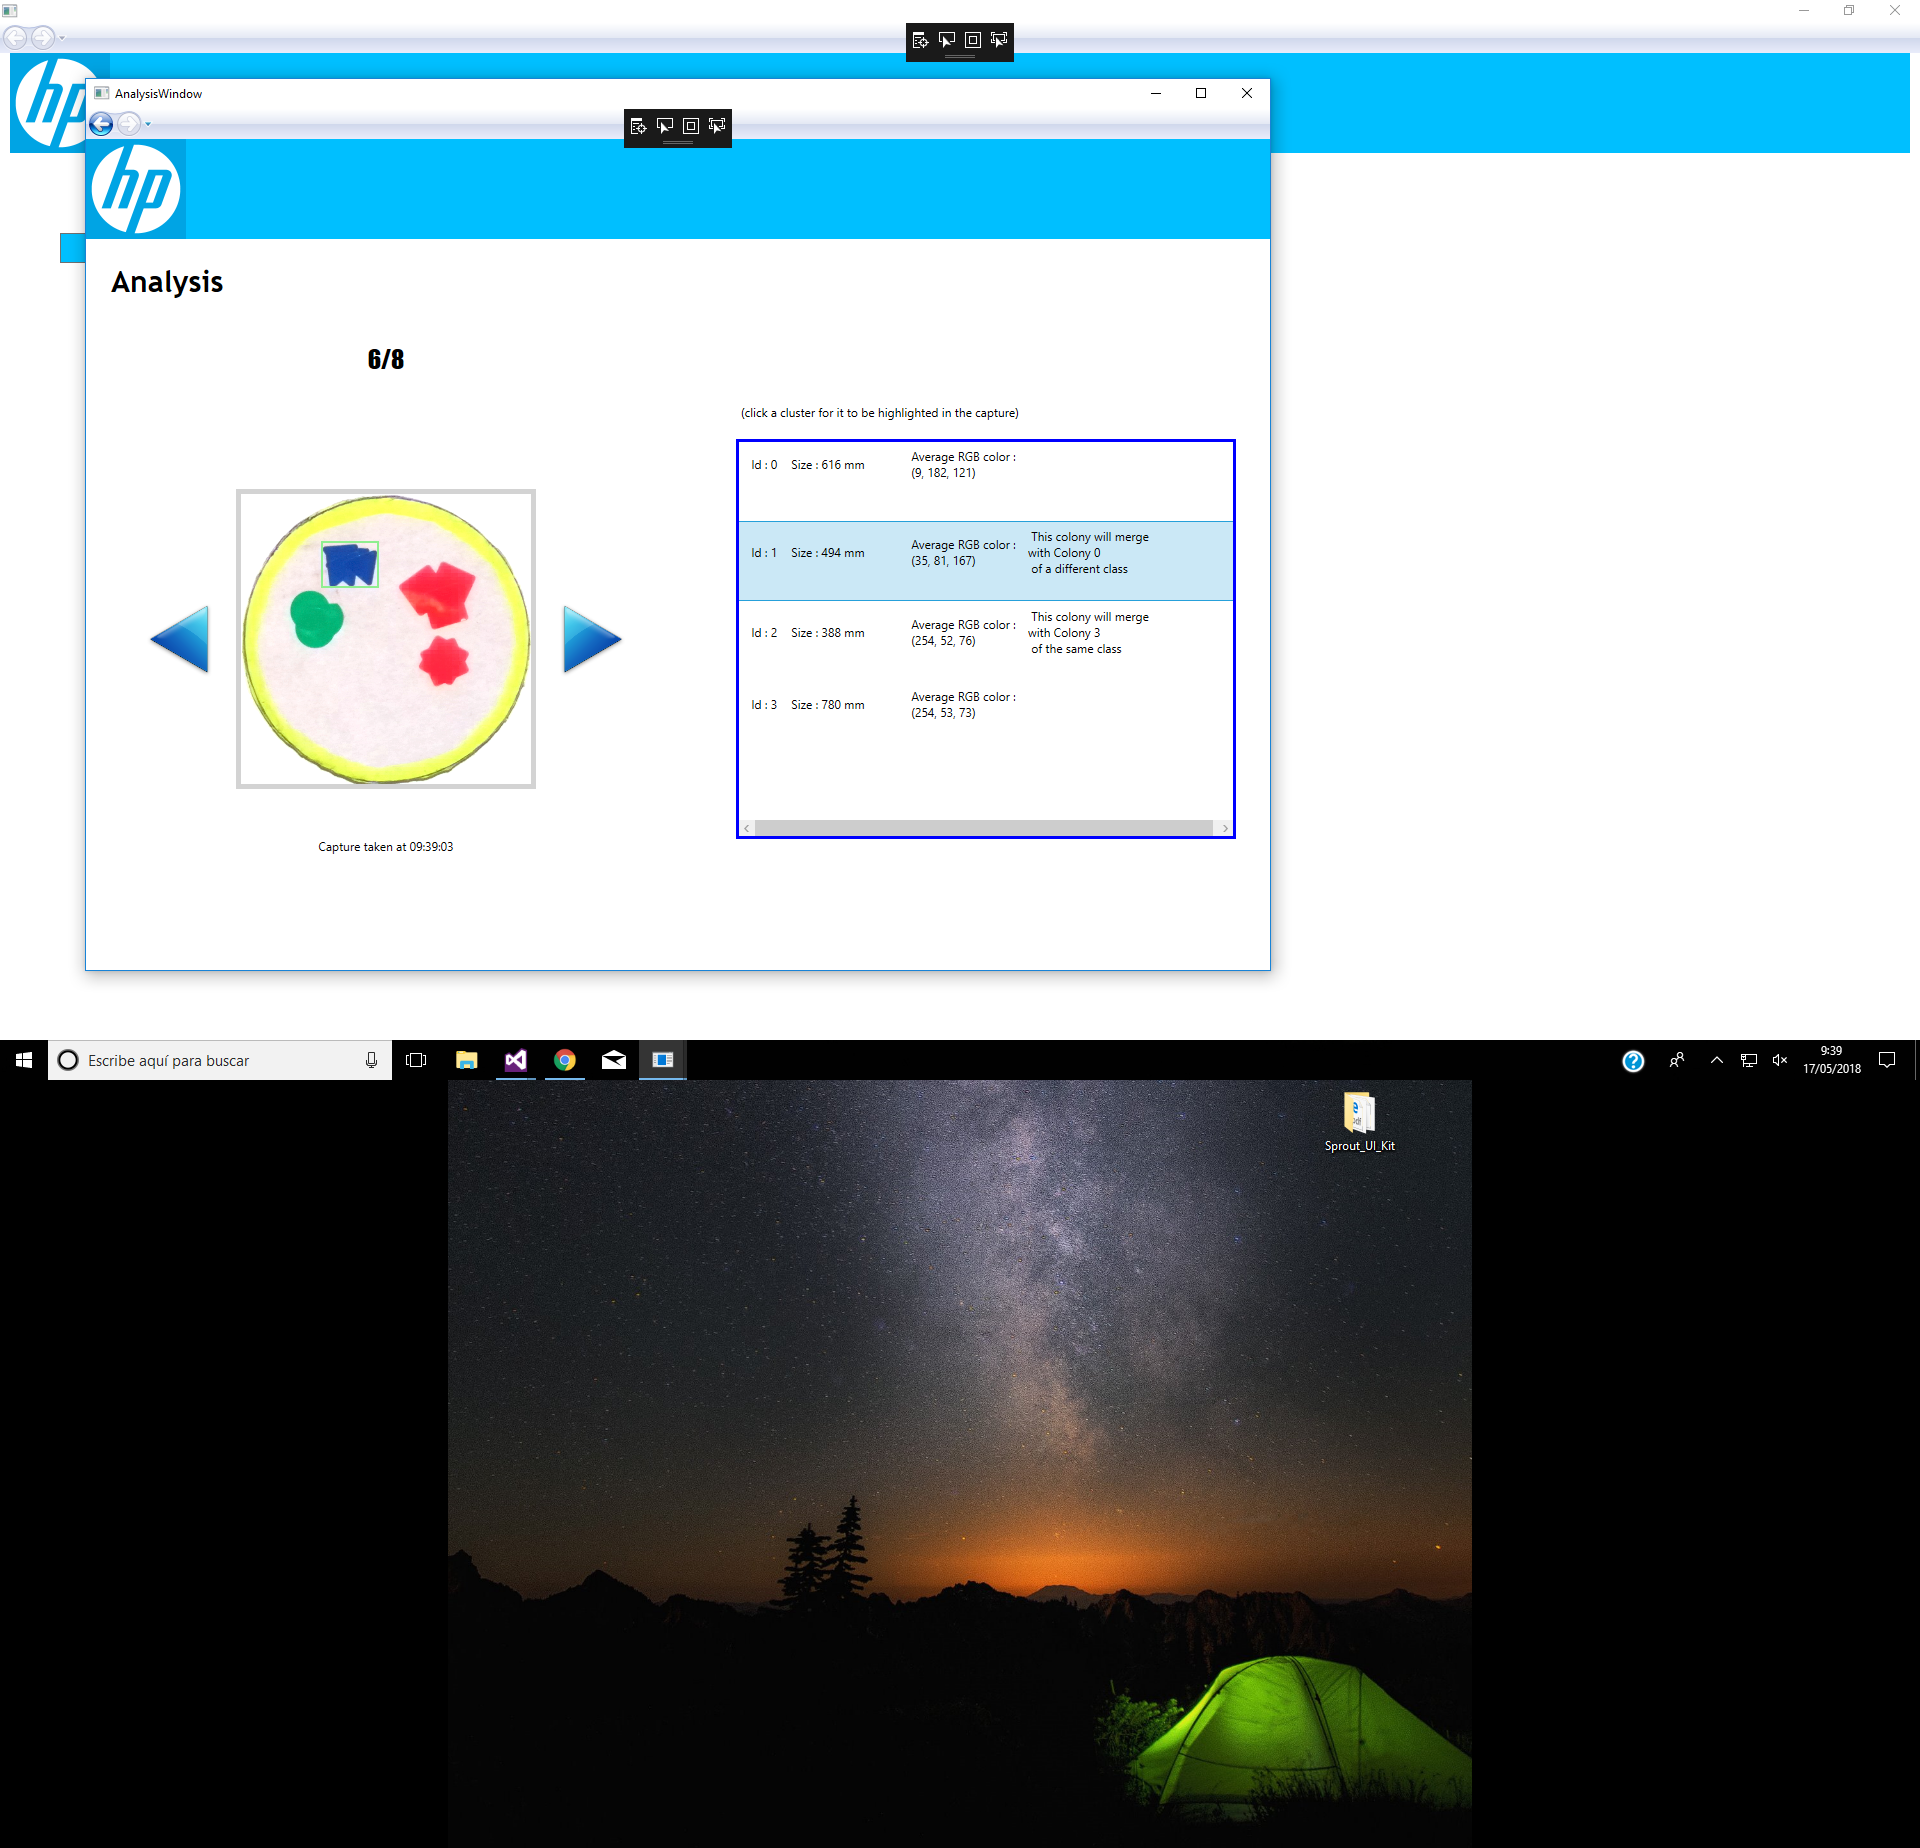 hp
AnalysisWindow
hp
Analysis
6/8
(click a cluster for it to be highlighted in the capture)
Id : 0 Size : 616 mm Average RGB color :
(9, 182, 121)
Id : 1 Size : 494 mm Average RGB color :
(35, 81, 167)
This colony will merge
with Colony 0
of a different class
Id : 2 Size : 388 mm Average RGB color :
(254, 52, 76)
This colony will merge
with Colony 3
of the same class
Id : 3 Size : 780 mm Average RGB color :
(254, 53, 73)
Capture taken at 09:39:03
Escribe aquí para buscar
9:39
17/05/2018
Sprout_UI_Kit